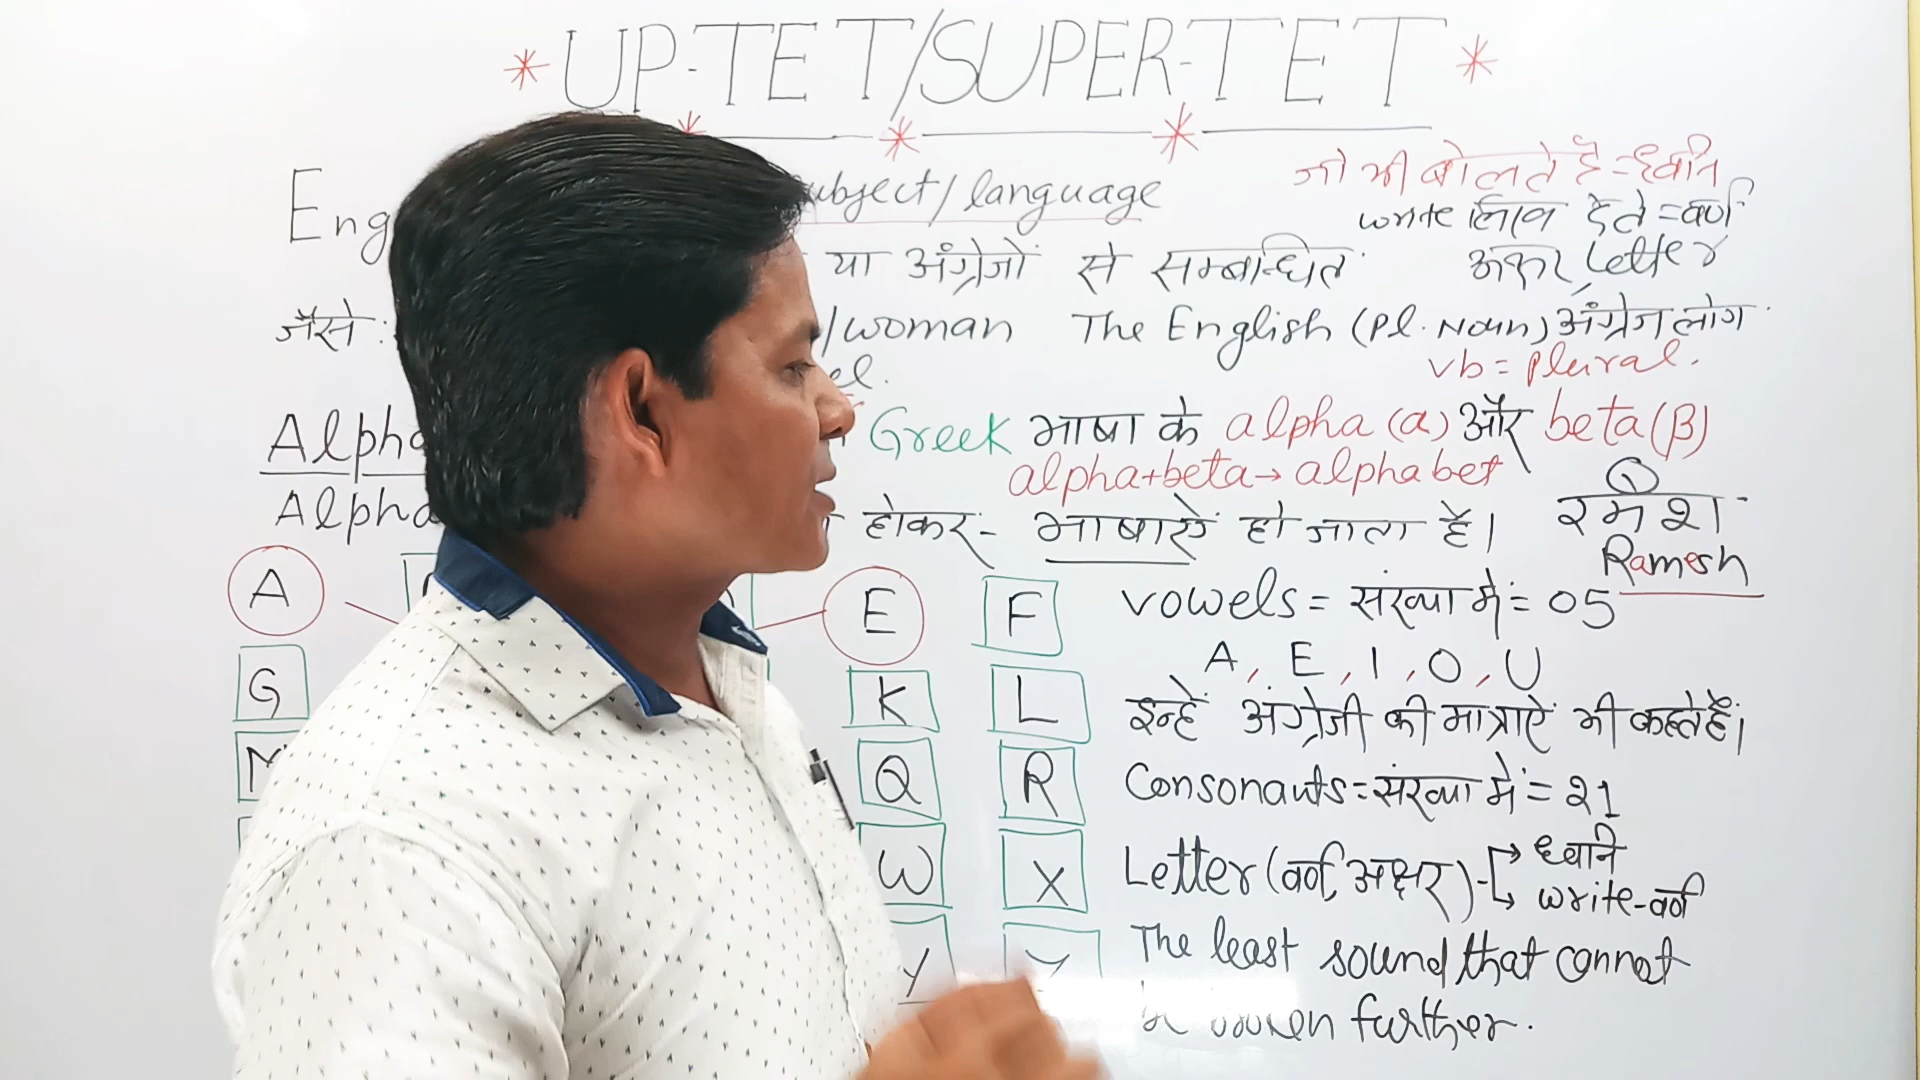 * UP-TET/SUPER-TET *
* * *
Eng ubject/language
जो भी बोलते है = ध्वनि
write लिख देते = वर्ण
या अंग्रेजों से सम्बन्धित
अक्षर, Letter
जैसे: /woman The English (Pl. Noun) अंग्रेज लोग
el. vb = plural.
Alpha Greek भाषा के alpha (a) और beta (β)
alpha+beta→ alphabet
Alpha होकर- भाषाऐं हो जाता है।
रमेश
Ramesh
A E F
vowels = संख्या में = 05
A, E, I, O, U
G K L
इन्हें अंग्रेजी की मात्राऐं भी कहते हैं।
M Q R
Consonants = संख्या में = 21
W X
Letter (वर्ण, अक्षर) - → ध्वनि
→ write-वर्ण
Y
The least sound that cannot
further.